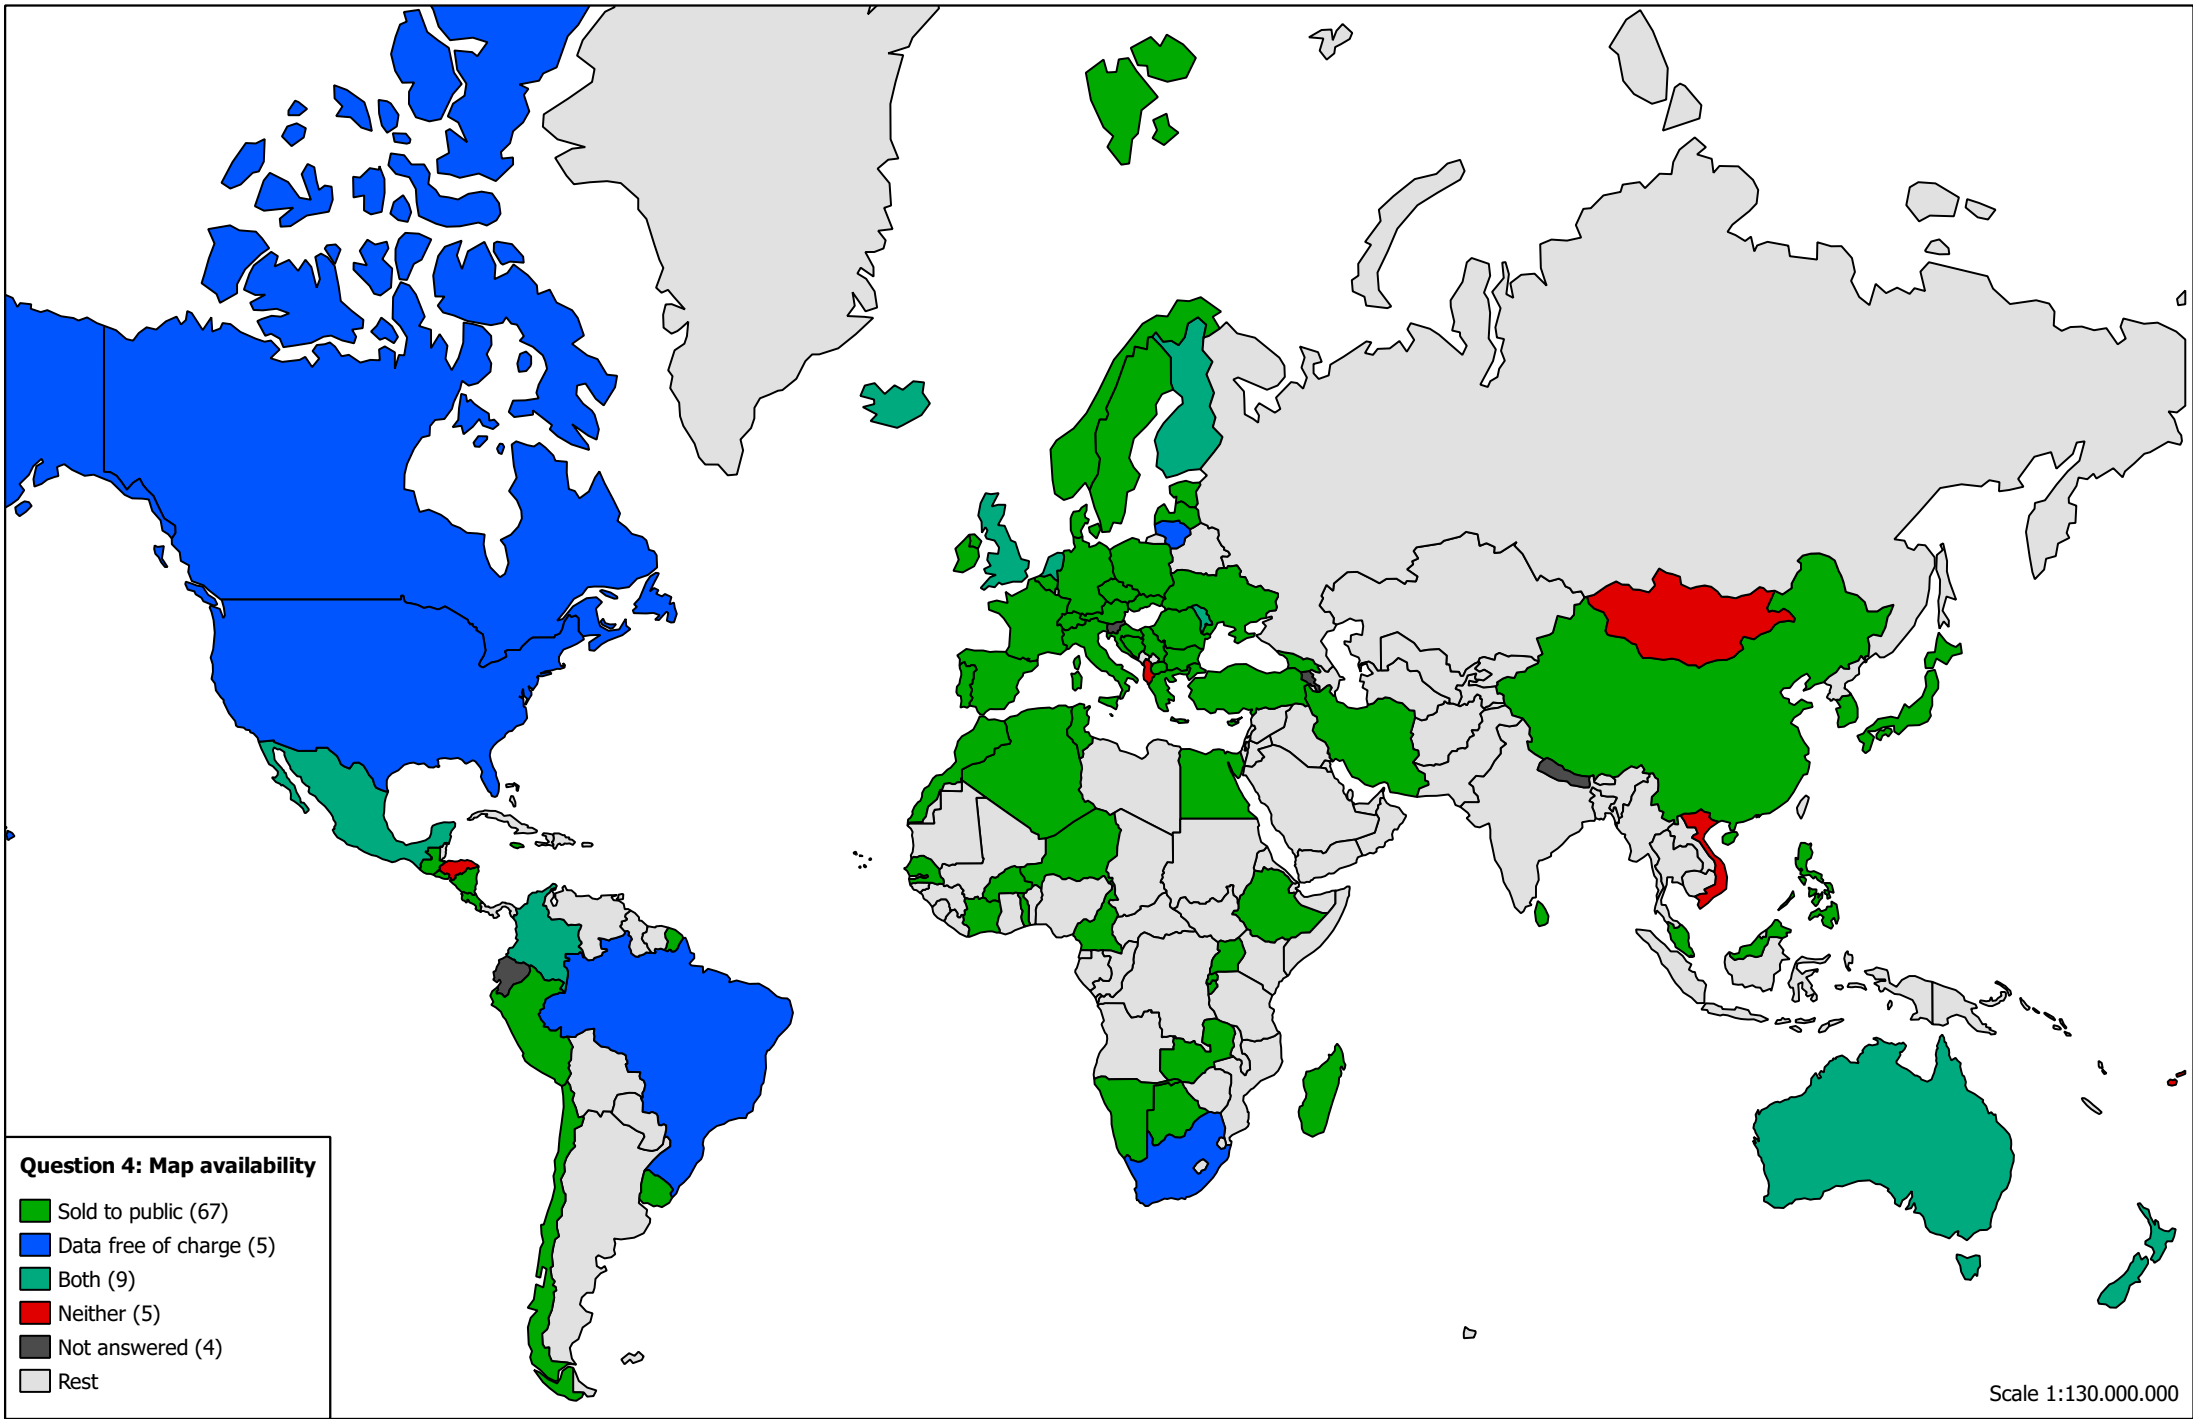 Question 4: Map availability
Sold to public (67)
Data free of charge (5)
Both (9)
Neither (5)
Not answered (4)
Rest
Scale 1:130.000.000